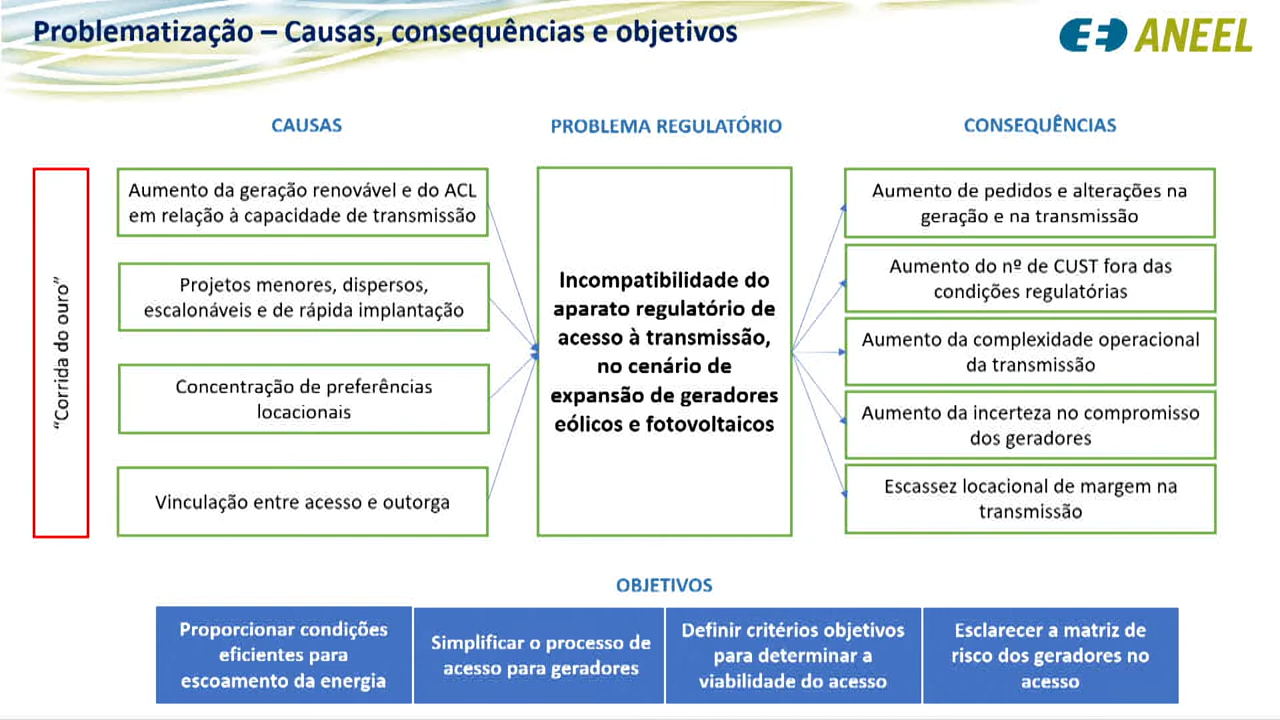 Problematização – Causas, consequências e objetivos
ANEEL
CAUSAS
PROBLEMA REGULATÓRIO
CONSEQUÊNCIAS
“Corrida do ouro”
Aumento da geração renovável e do ACL
em relação à capacidade de transmissão
Projetos menores, dispersos,
escalonáveis e de rápida implantação
Concentração de preferências
locacionais
Vinculação entre acesso e outorga
Incompatibilidade do
aparato regulatório de
acesso à transmissão,
no cenário de
expansão de geradores
eólicos e fotovoltaicos
Aumento de pedidos e alterações na
geração e na transmissão
Aumento do nº de CUST fora das
condições regulatórias
Aumento da complexidade operacional
da transmissão
Aumento da incerteza no compromisso
dos geradores
Escassez locacional de margem na
transmissão
OBJETIVOS
Proporcionar condições
eficientes para
escoamento da energia
Simplificar o processo de
acesso para geradores
Definir critérios objetivos
para determinar a
viabilidade do acesso
Esclarecer a matriz de
risco dos geradores no
acesso